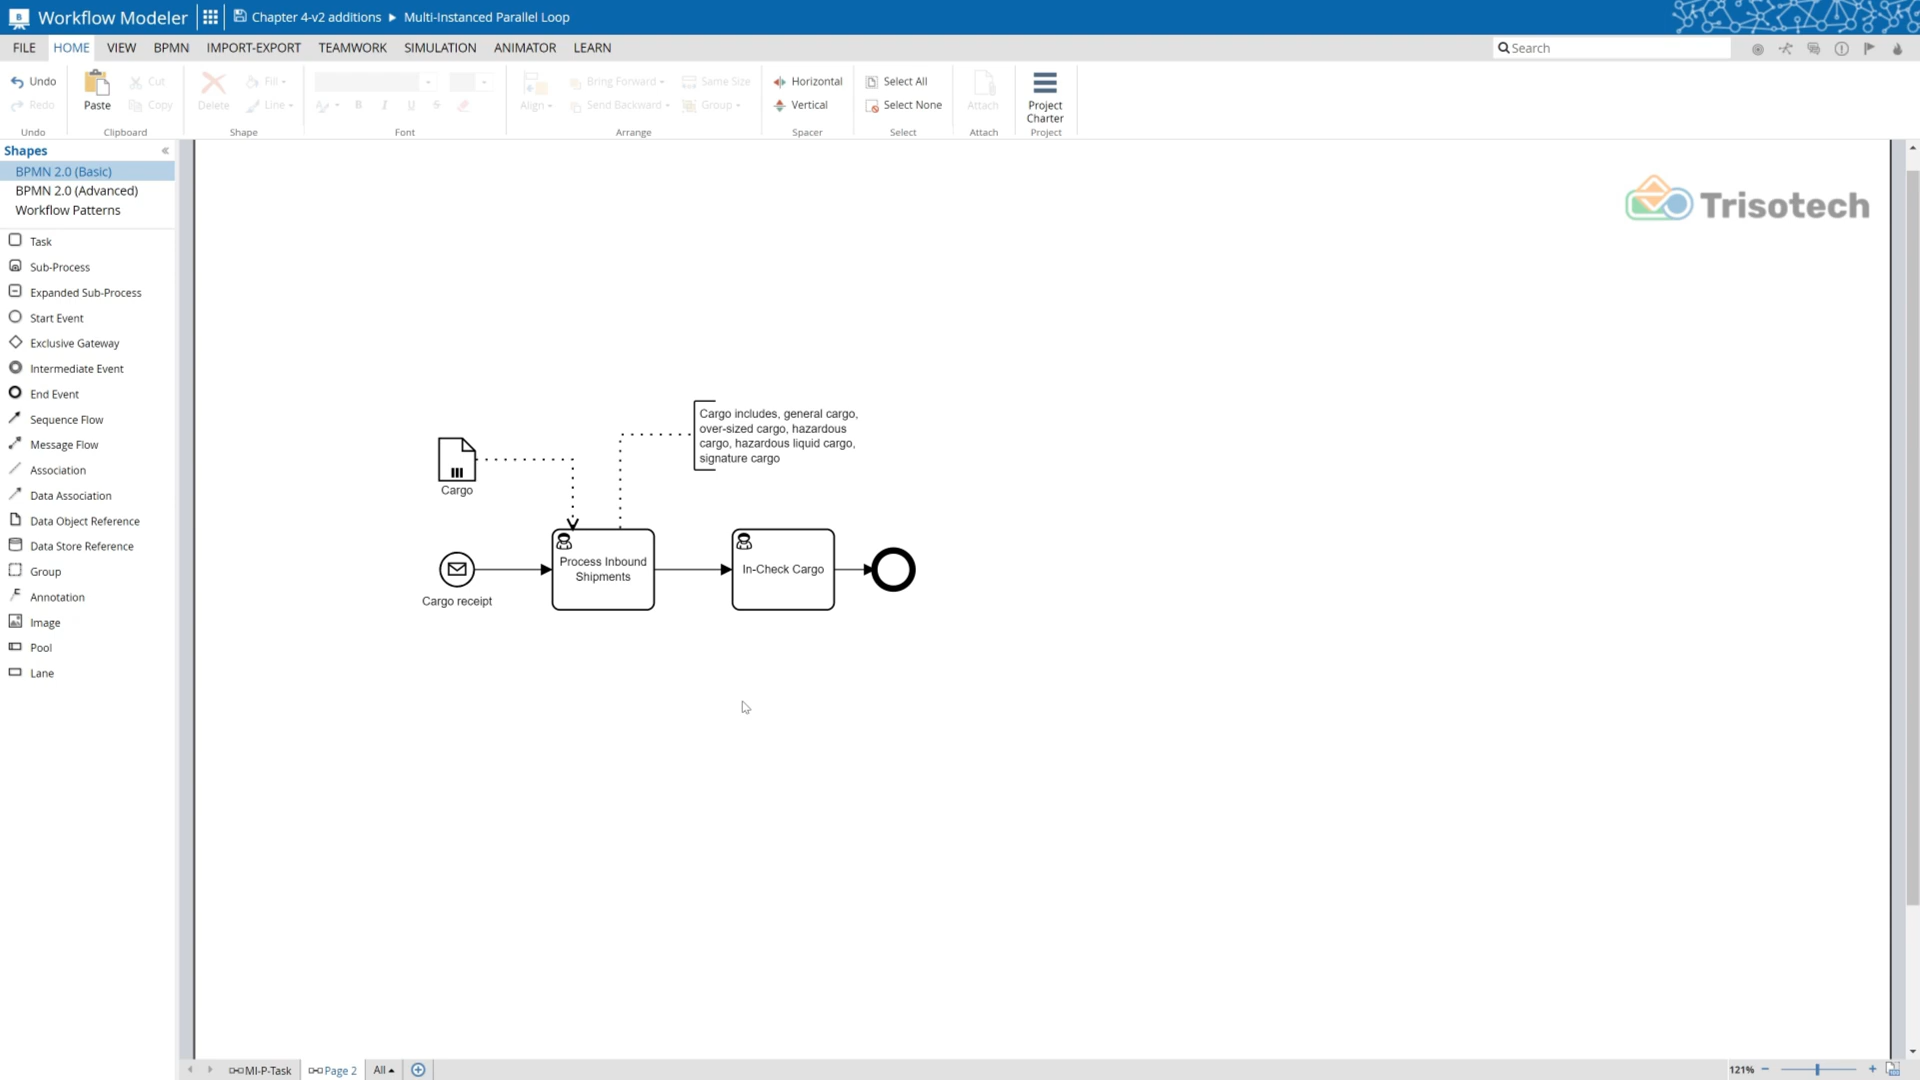 Workflow Modeler
Chapter 4-v2 additions
Multi-Instanced Parallel Loop
FILE HOME VIEW BPMN IMPORT-EXPORT TEAMWORK SIMULATION ANIMATOR LEARN
Search
Undo
Redo
Undo
Paste
Cut
Copy
Clipboard
Delete
Fill
Line
Shape
B I U S
Font
Align
Bring Forward
Send Backward
Same Size
Group
Arrange
Horizontal
Vertical
Spacer
Select All
Select None
Select
Attach
Attach
Project
Charter
Project
Shapes
BPMN 2.0 (Basic)
BPMN 2.0 (Advanced)
Workflow Patterns
Task
Sub-Process
Expanded Sub-Process
Start Event
Exclusive Gateway
Intermediate Event
End Event
Sequence Flow
Message Flow
Association
Data Association
Data Object Reference
Data Store Reference
Group
Annotation
Image
Pool
Lane
Trisotech
Cargo includes, general cargo,
over-sized cargo, hazardous
cargo, hazardous liquid cargo,
signature cargo
Cargo
Process Inbound
Shipments
In-Check Cargo
Cargo receipt
MI-P-Task
Page 2
All
121%